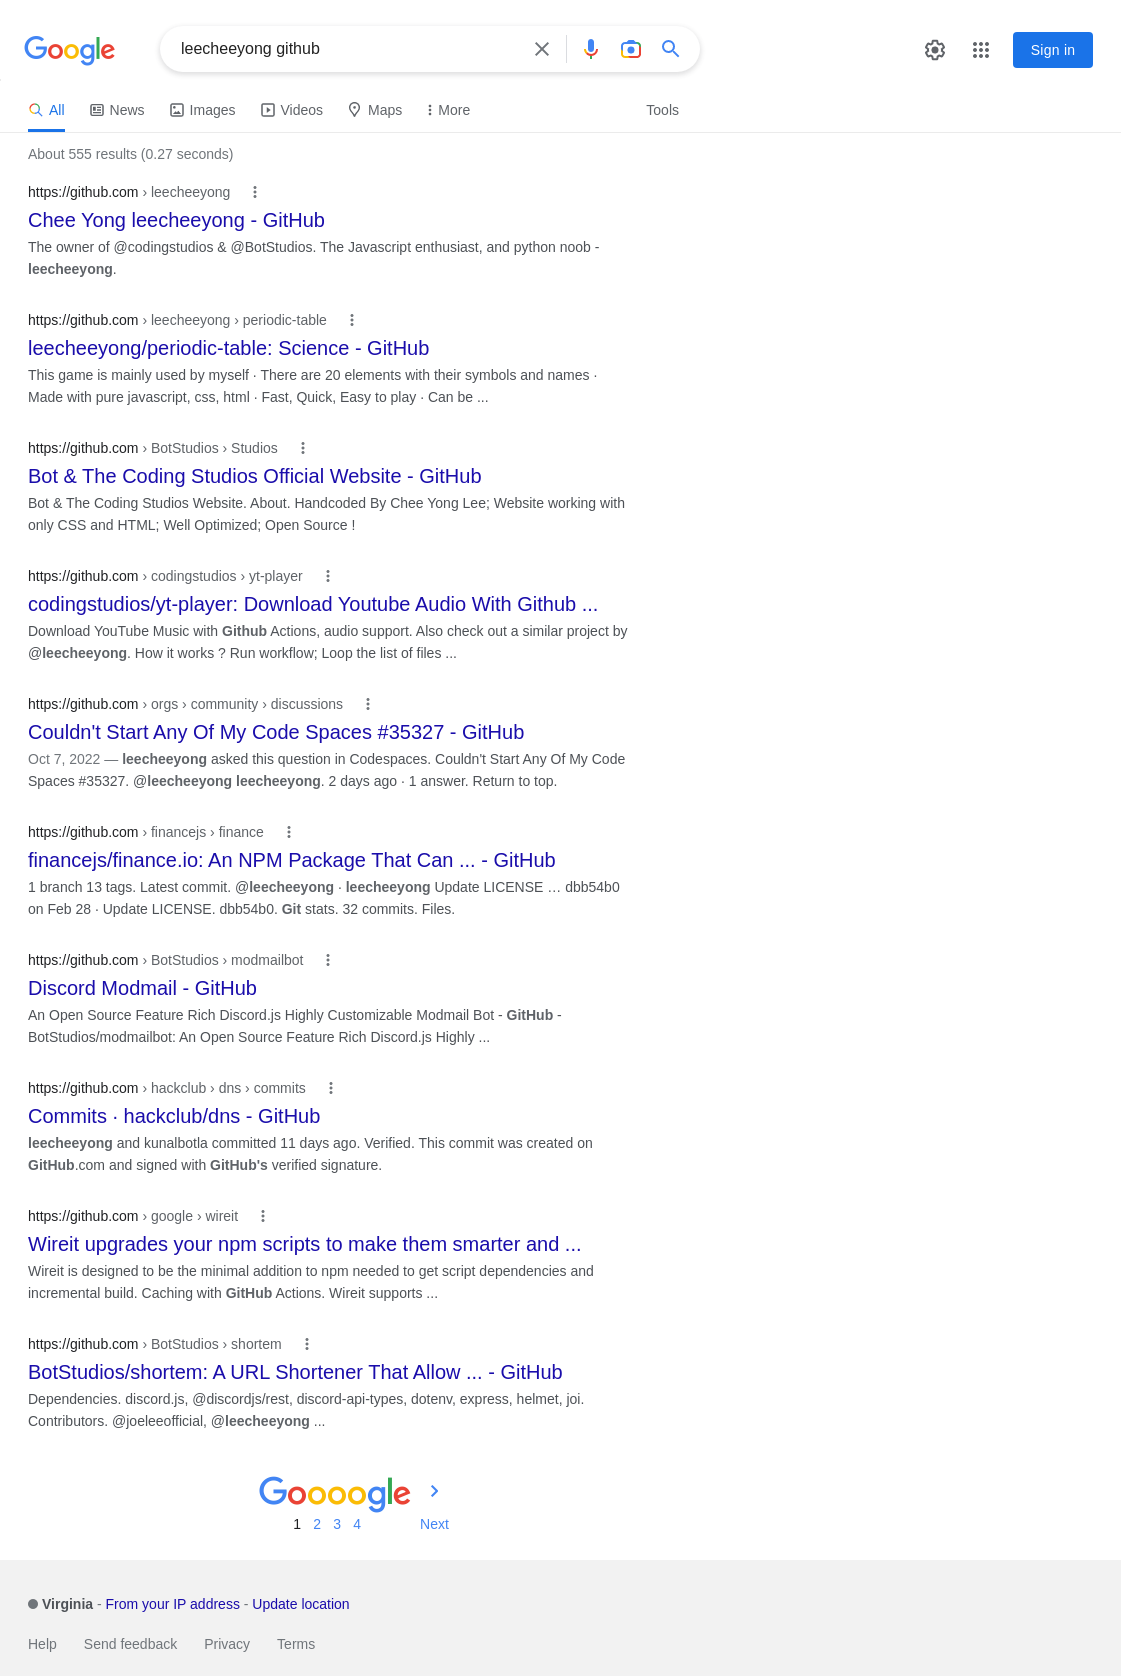 Google
leecheeyong github
Sign in
All News Images Videos Maps More Tools
About 555 results (0.27 seconds)
https://github.com › leecheeyong
Chee Yong leecheeyong - GitHub
The owner of @codingstudios & @BotStudios. The Javascript enthusiast, and python noob -
leecheeyong.
https://github.com › leecheeyong › periodic-table
leecheeyong/periodic-table: Science - GitHub
This game is mainly used by myself · There are 20 elements with their symbols and names ·
Made with pure javascript, css, html · Fast, Quick, Easy to play · Can be ...
https://github.com › BotStudios › Studios
Bot & The Coding Studios Official Website - GitHub
Bot & The Coding Studios Website. About. Handcoded By Chee Yong Lee; Website working with
only CSS and HTML; Well Optimized; Open Source !
https://github.com › codingstudios › yt-player
codingstudios/yt-player: Download Youtube Audio With Github ...
Download YouTube Music with Github Actions, audio support. Also check out a similar project by
@leecheeyong. How it works ? Run workflow; Loop the list of files ...
https://github.com › orgs › community › discussions
Couldn't Start Any Of My Code Spaces #35327 - GitHub
Oct 7, 2022 — leecheeyong asked this question in Codespaces. Couldn't Start Any Of My Code
Spaces #35327. @leecheeyong leecheeyong. 2 days ago · 1 answer. Return to top.
https://github.com › financejs › finance
financejs/finance.io: An NPM Package That Can ... - GitHub
1 branch 13 tags. Latest commit. @leecheeyong · leecheeyong Update LICENSE … dbb54b0
on Feb 28 · Update LICENSE. dbb54b0. Git stats. 32 commits. Files.
https://github.com › BotStudios › modmailbot
Discord Modmail - GitHub
An Open Source Feature Rich Discord.js Highly Customizable Modmail Bot - GitHub -
BotStudios/modmailbot: An Open Source Feature Rich Discord.js Highly ...
https://github.com › hackclub › dns › commits
Commits · hackclub/dns - GitHub
leecheeyong and kunalbotla committed 11 days ago. Verified. This commit was created on
GitHub.com and signed with GitHub's verified signature.
https://github.com › google › wireit
Wireit upgrades your npm scripts to make them smarter and ...
Wireit is designed to be the minimal addition to npm needed to get script dependencies and
incremental build. Caching with GitHub Actions. Wireit supports ...
https://github.com › BotStudios › shortem
BotStudios/shortem: A URL Shortener That Allow ... - GitHub
Dependencies. discord.js, @discordjs/rest, discord-api-types, dotenv, express, helmet, joi.
Contributors. @joeleeofficial, @leecheeyong ...
Goooogle
1 2 3 4 Next
Virginia - From your IP address - Update location
Help Send feedback Privacy Terms